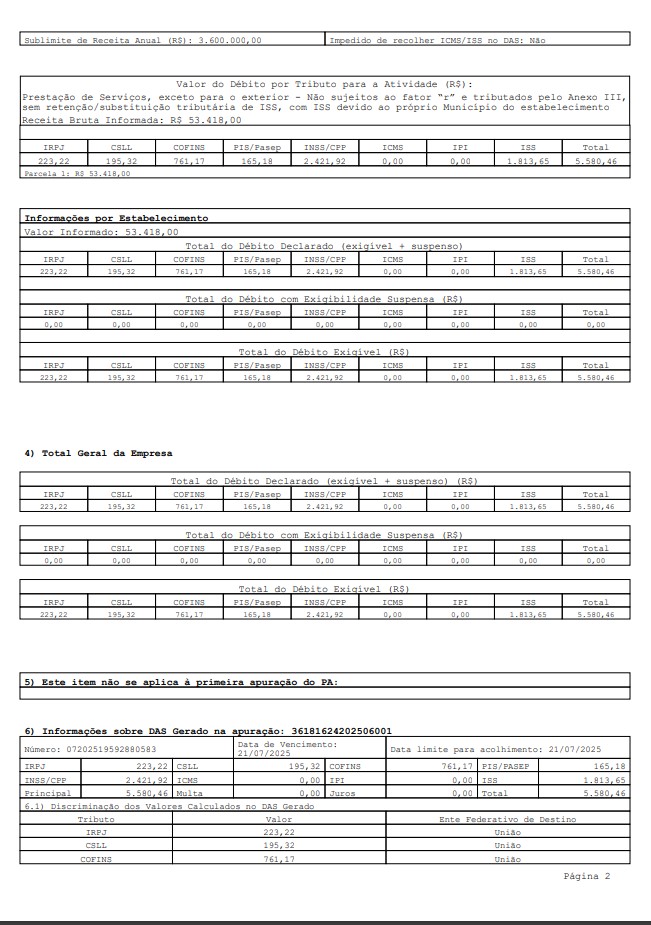 Sublimite de Receita Anual (R$): 3.600.000,00 Impedido de recolher ICMS/ISS no DAS: Não
Valor do Débito por Tributo para a Atividade (R$):
Prestação de Serviços, exceto para o exterior - Não sujeitos ao fator “r” e tributados pelo Anexo III,
sem retenção/substituição tributária de ISS, com ISS devido ao próprio Município do estabelecimento
Receita Bruta Informada: R$ 53.418,00
IRPJ CSLL COFINS PIS/Pasep INSS/CPP ICMS IPI ISS Total
223,22 195,32 761,17 165,18 2.421,92 0,00 0,00 1.813,65 5.580,46
Parcela 1: R$ 53.418,00
Informações por Estabelecimento
Valor Informado: 53.418,00
Total do Débito Declarado (exigível + suspenso)
IRPJ CSLL COFINS PIS/Pasep INSS/CPP ICMS IPI ISS Total
223,22 195,32 761,17 165,18 2.421,92 0,00 0,00 1.813,65 5.580,46
Total do Débito com Exigibilidade Suspensa (R$)
IRPJ CSLL COFINS PIS/Pasep INSS/CPP ICMS IPI ISS Total
0,00 0,00 0,00 0,00 0,00 0,00 0,00 0,00 0,00
Total do Débito Exigível (R$)
IRPJ CSLL COFINS PIS/Pasep INSS/CPP ICMS IPI ISS Total
223,22 195,32 761,17 165,18 2.421,92 0,00 0,00 1.813,65 5.580,46
4) Total Geral da Empresa
Total do Débito Declarado (exigível + suspenso) (R$)
IRPJ CSLL COFINS PIS/Pasep INSS/CPP ICMS IPI ISS Total
223,22 195,32 761,17 165,18 2.421,92 0,00 0,00 1.813,65 5.580,46
Total do Débito com Exigibilidade Suspensa (R$)
IRPJ CSLL COFINS PIS/Pasep INSS/CPP ICMS IPI ISS Total
0,00 0,00 0,00 0,00 0,00 0,00 0,00 0,00 0,00
Total do Débito Exigível (R$)
IRPJ CSLL COFINS PIS/Pasep INSS/CPP ICMS IPI ISS Total
223,22 195,32 761,17 165,18 2.421,92 0,00 0,00 1.813,65 5.580,46
5) Este item não se aplica à primeira apuração do PA:
6) Informações sobre DAS Gerado na apuração: 36181624202506001
Número: 07202519592880583 Data de Vencimento: Data limite para acolhimento: 21/07/2025
21/07/2025
IRPJ 223,22 CSLL 195,32 COFINS 761,17 PIS/PASEP 165,18
INSS/CPP 2.421,92 ICMS 0,00 IPI 0,00 ISS 1.813,65
Principal 5.580,46 Multa 0,00 Juros 0,00 Total 5.580,46
6.1) Discriminação dos Valores Calculados no DAS Gerado
Tributo Valor Ente Federativo de Destino
IRPJ 223,22 União
CSLL 195,32 União
COFINS 761,17 União
Página 2